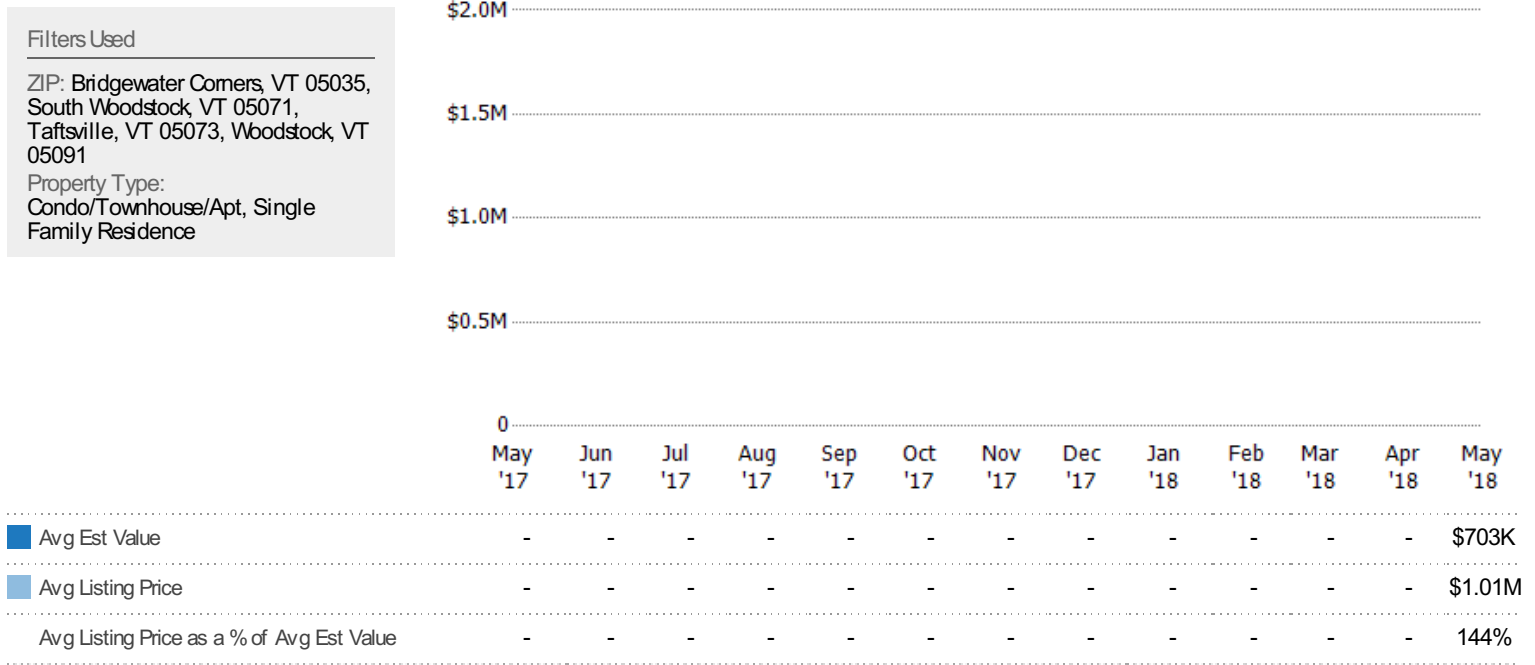 Filters Used
ZIP: Bridgewater Corners, VT 05035,
South Woodstock, VT 05071,
Taftsville, VT 05073, Woodstock, VT
05091
Property Type:
Condo/Townhouse/Apt, Single
Family Residence
$2.0M
$1.5M
$1.0M
$0.5M
0
May Jun Jul Aug Sep Oct Nov Dec Jan Feb Mar Apr May
'17 '17 '17 '17 '17 '17 '17 '17 '18 '18 '18 '18 '18
Avg Est Value - - - - - - - - - - - - $703K
Avg Listing Price - - - - - - - - - - - - $1.01M
Avg Listing Price as a % of Avg Est Value - - - - - - - - - - - - 144%